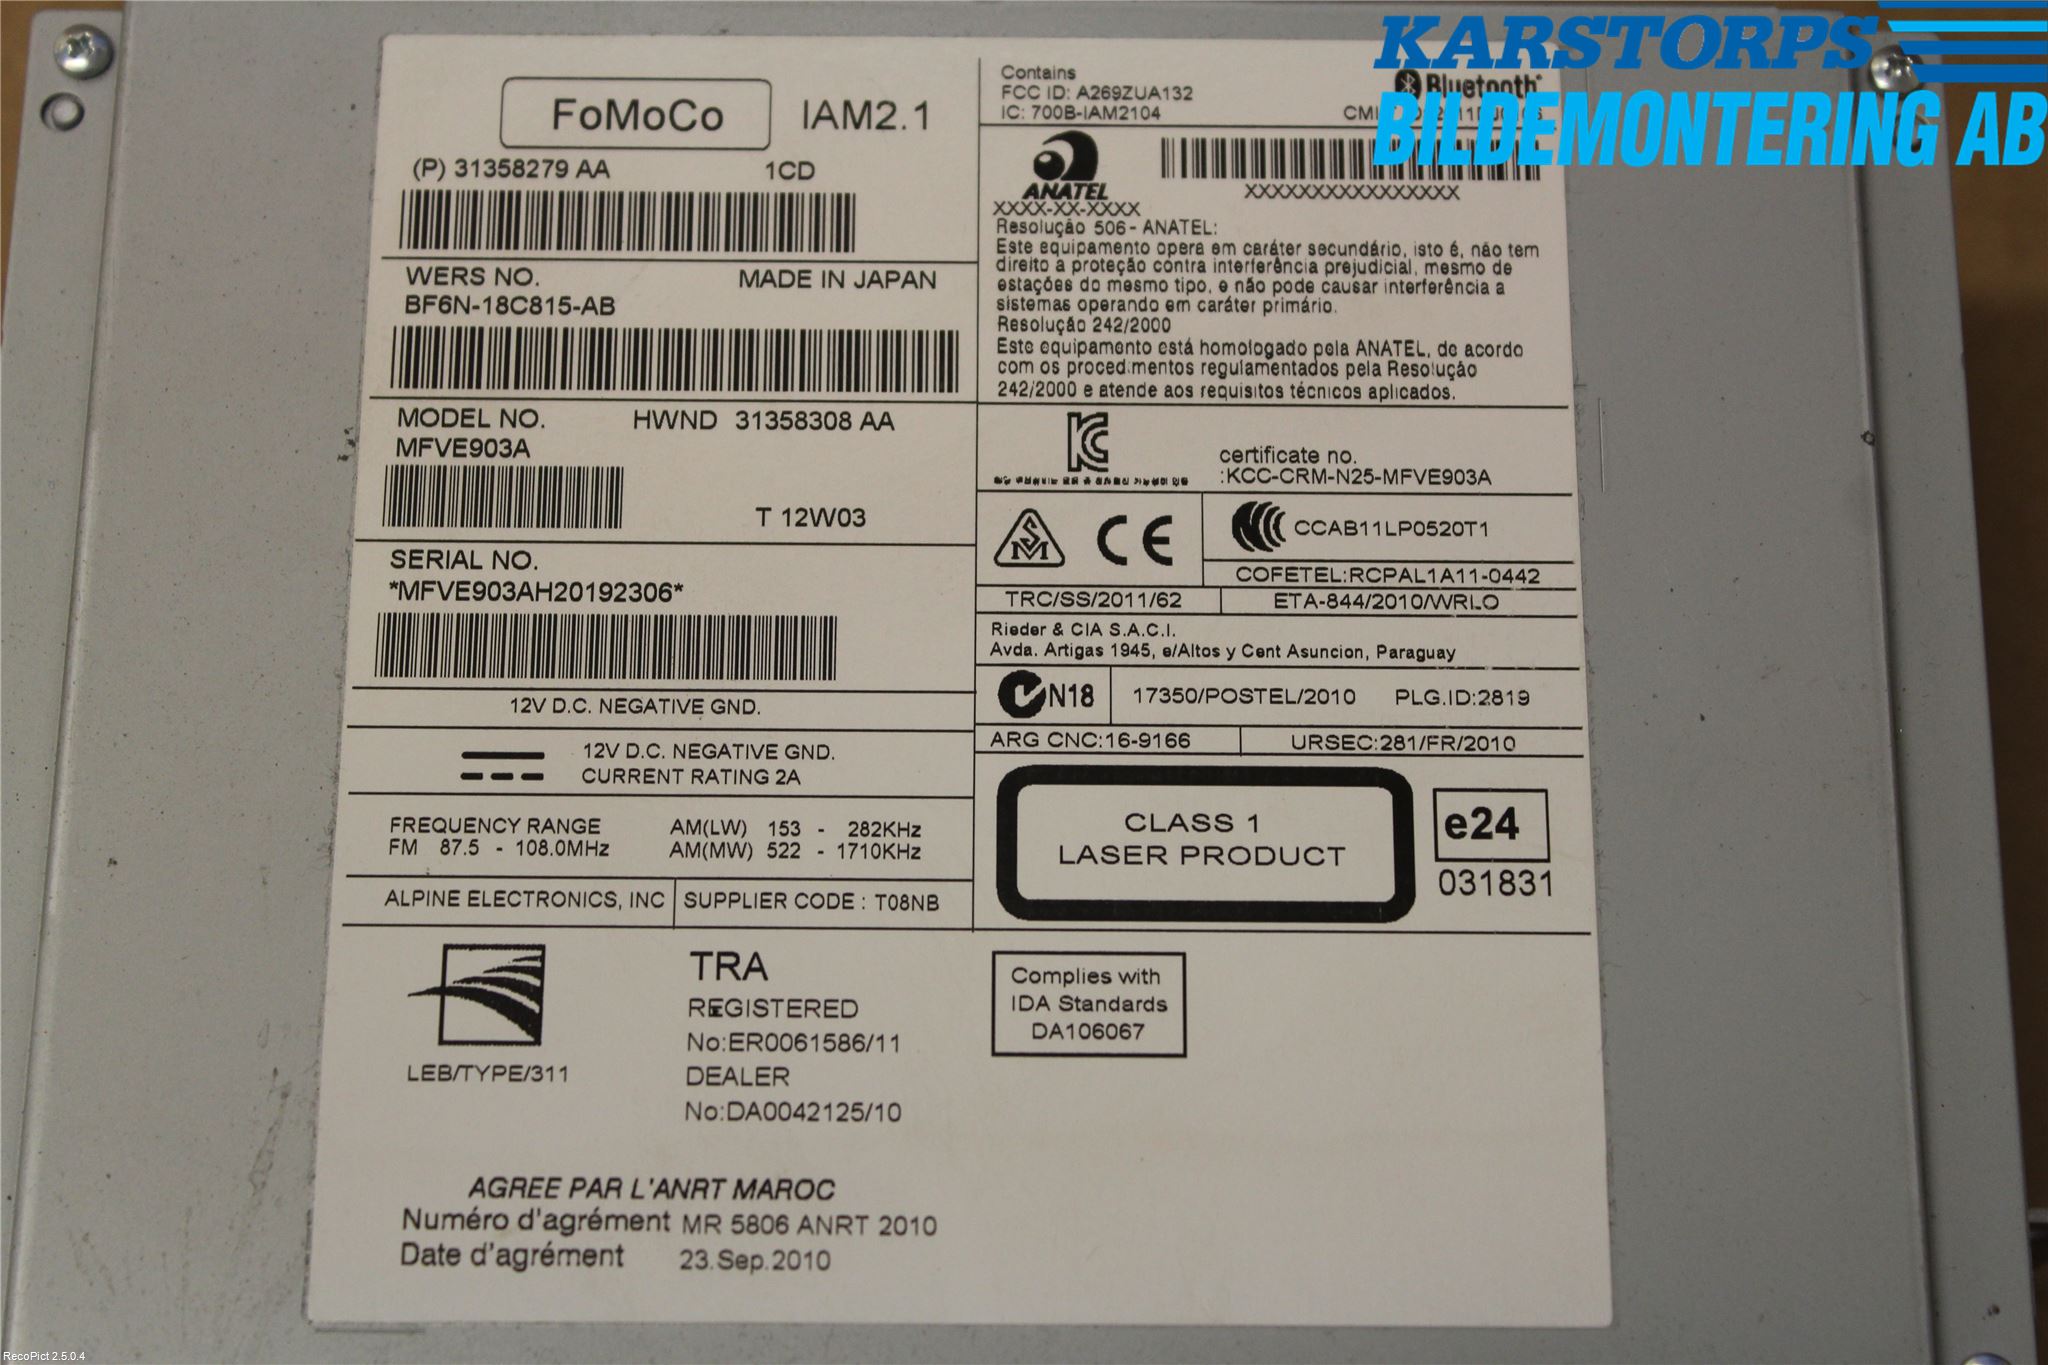 KARSTORPS
BILDEMONTERING AB
FoMoCo IAM2.1
(P) 31358279 AA 1CD
WERS NO. MADE IN JAPAN
BF6N-18C815-AB
MODEL NO. HWND 31358308 AA
MFVE903A
T 12W03
SERIAL NO.
*MFVE903AH20192306*
12V D.C. NEGATIVE GND.
12V D.C. NEGATIVE GND.
CURRENT RATING 2A
FREQUENCY RANGE AM(LW) 153 - 282KHz
FM 87.5 - 108.0MHz AM(MW) 522 - 1710KHz
ALPINE ELECTRONICS, INC SUPPLIER CODE : T08NB
Contains
FCC ID: A269ZUA132
IC: 700B-IAM2104
Bluetooth
ANATEL
XXXX-XX-XXXX
XXXXXXXXXXXXXXXX
Resolução 506 - ANATEL:
Este equipamento opera em caráter secundário, isto é, não tem
direito a proteção contra interferência prejudicial, mesmo de
estações do mesmo tipo, e não pode causar interferência a
sistemas operando em caráter primário.
Resolução 242/2000
Este equipamento está homologado pela ANATEL, de acordo
com os procedimentos regulamentados pela Resolução
242/2000 e atende aos requisitos técnicos aplicados.
certificate no.
:KCC-CRM-N25-MFVE903A
CE
CCAB11LP0520T1
COFETEL:RCPAL1A11-0442
TRC/SS/2011/62 ETA-844/2010/WRLO
Rieder & CIA S.A.C.I.
Avda. Artigas 1945, e/Altos y Cent Asuncion, Paraguay
N18 17350/POSTEL/2010 PLG.ID:2819
ARG CNC:16-9166 URSEC:281/FR/2010
CLASS 1
LASER PRODUCT
e24
031831
LEB/TYPE/311
TRA
REGISTERED
No:ER0061586/11
DEALER
No:DA0042125/10
Complies with
IDA Standards
DA106067
AGREE PAR L'ANRT MAROC
Numéro d'agrément MR 5806 ANRT 2010
Date d'agrément 23.Sep.2010
RecoPict 2.5.0.4